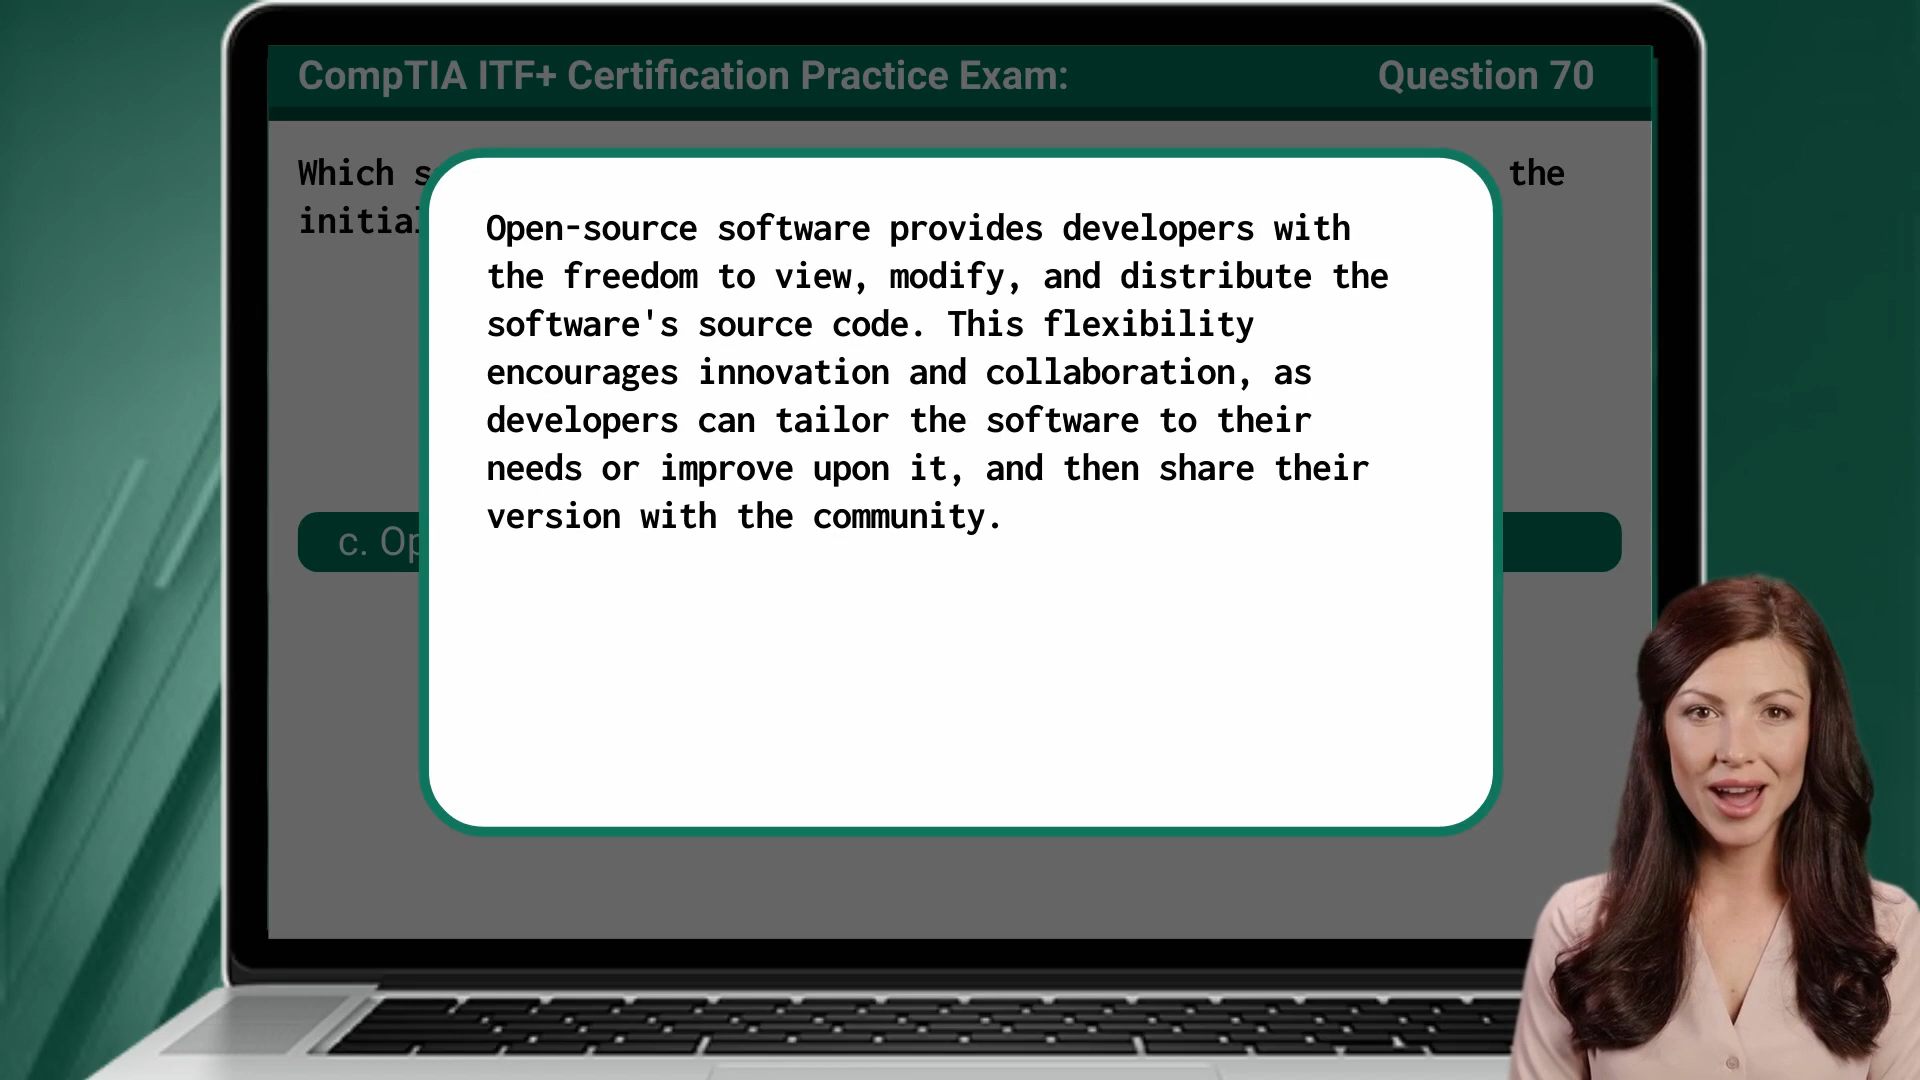 CompTIA ITF+ Certification Practice Exam:
Question 70
Which
the
Open-source software provides developers with
the freedom to view, modify, and distribute the
software's source code. This flexibility
encourages innovation and collaboration, as
developers can tailor the software to their
needs or improve upon it, and then share their
version with the community.
c.